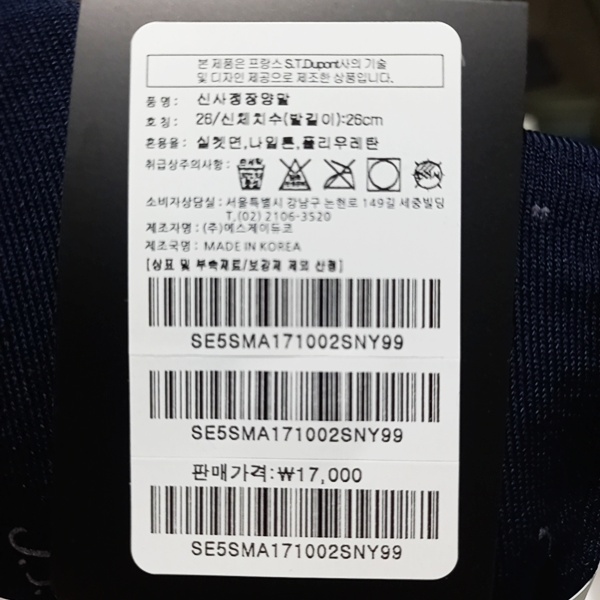 본 제품은 프랑스 S.T.Dupont사의 기술
및 디자인 제공으로 제조한 상품입니다.
품명: 신사정장양말
호칭: 26/신체치수(발길이):26cm
혼용율: 실켓면,나일론,폴리우레탄
취급상주의사항:
소비자상담실: 서울특별시 강남구 논현로 149길 세중빌딩
T.(02) 2106-3520
제조자명: (주)에스제이듀코
제조국명: MADE IN KOREA
[상표 및 부속재료/보강제 제외 산정]
SE5SMA171002SNY99
SE5SMA171002SNY99
판매가격:₩17,000
SE5SMA171002SNY99